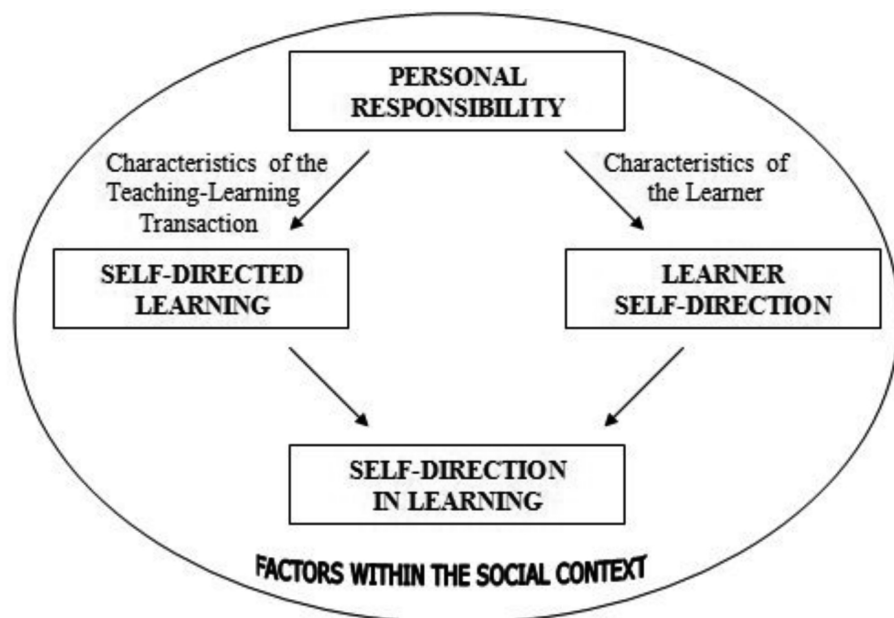 PERSONAL
RESPONSIBILITY
Characteristics of the
Teaching-Learning
Transaction
Characteristics of
the Learner
SELF-DIRECTED
LEARNING
LEARNER
SELF-DIRECTION
SELF-DIRECTION
IN LEARNING
FACTORS WITHIN THE SOCIAL CONTEXT